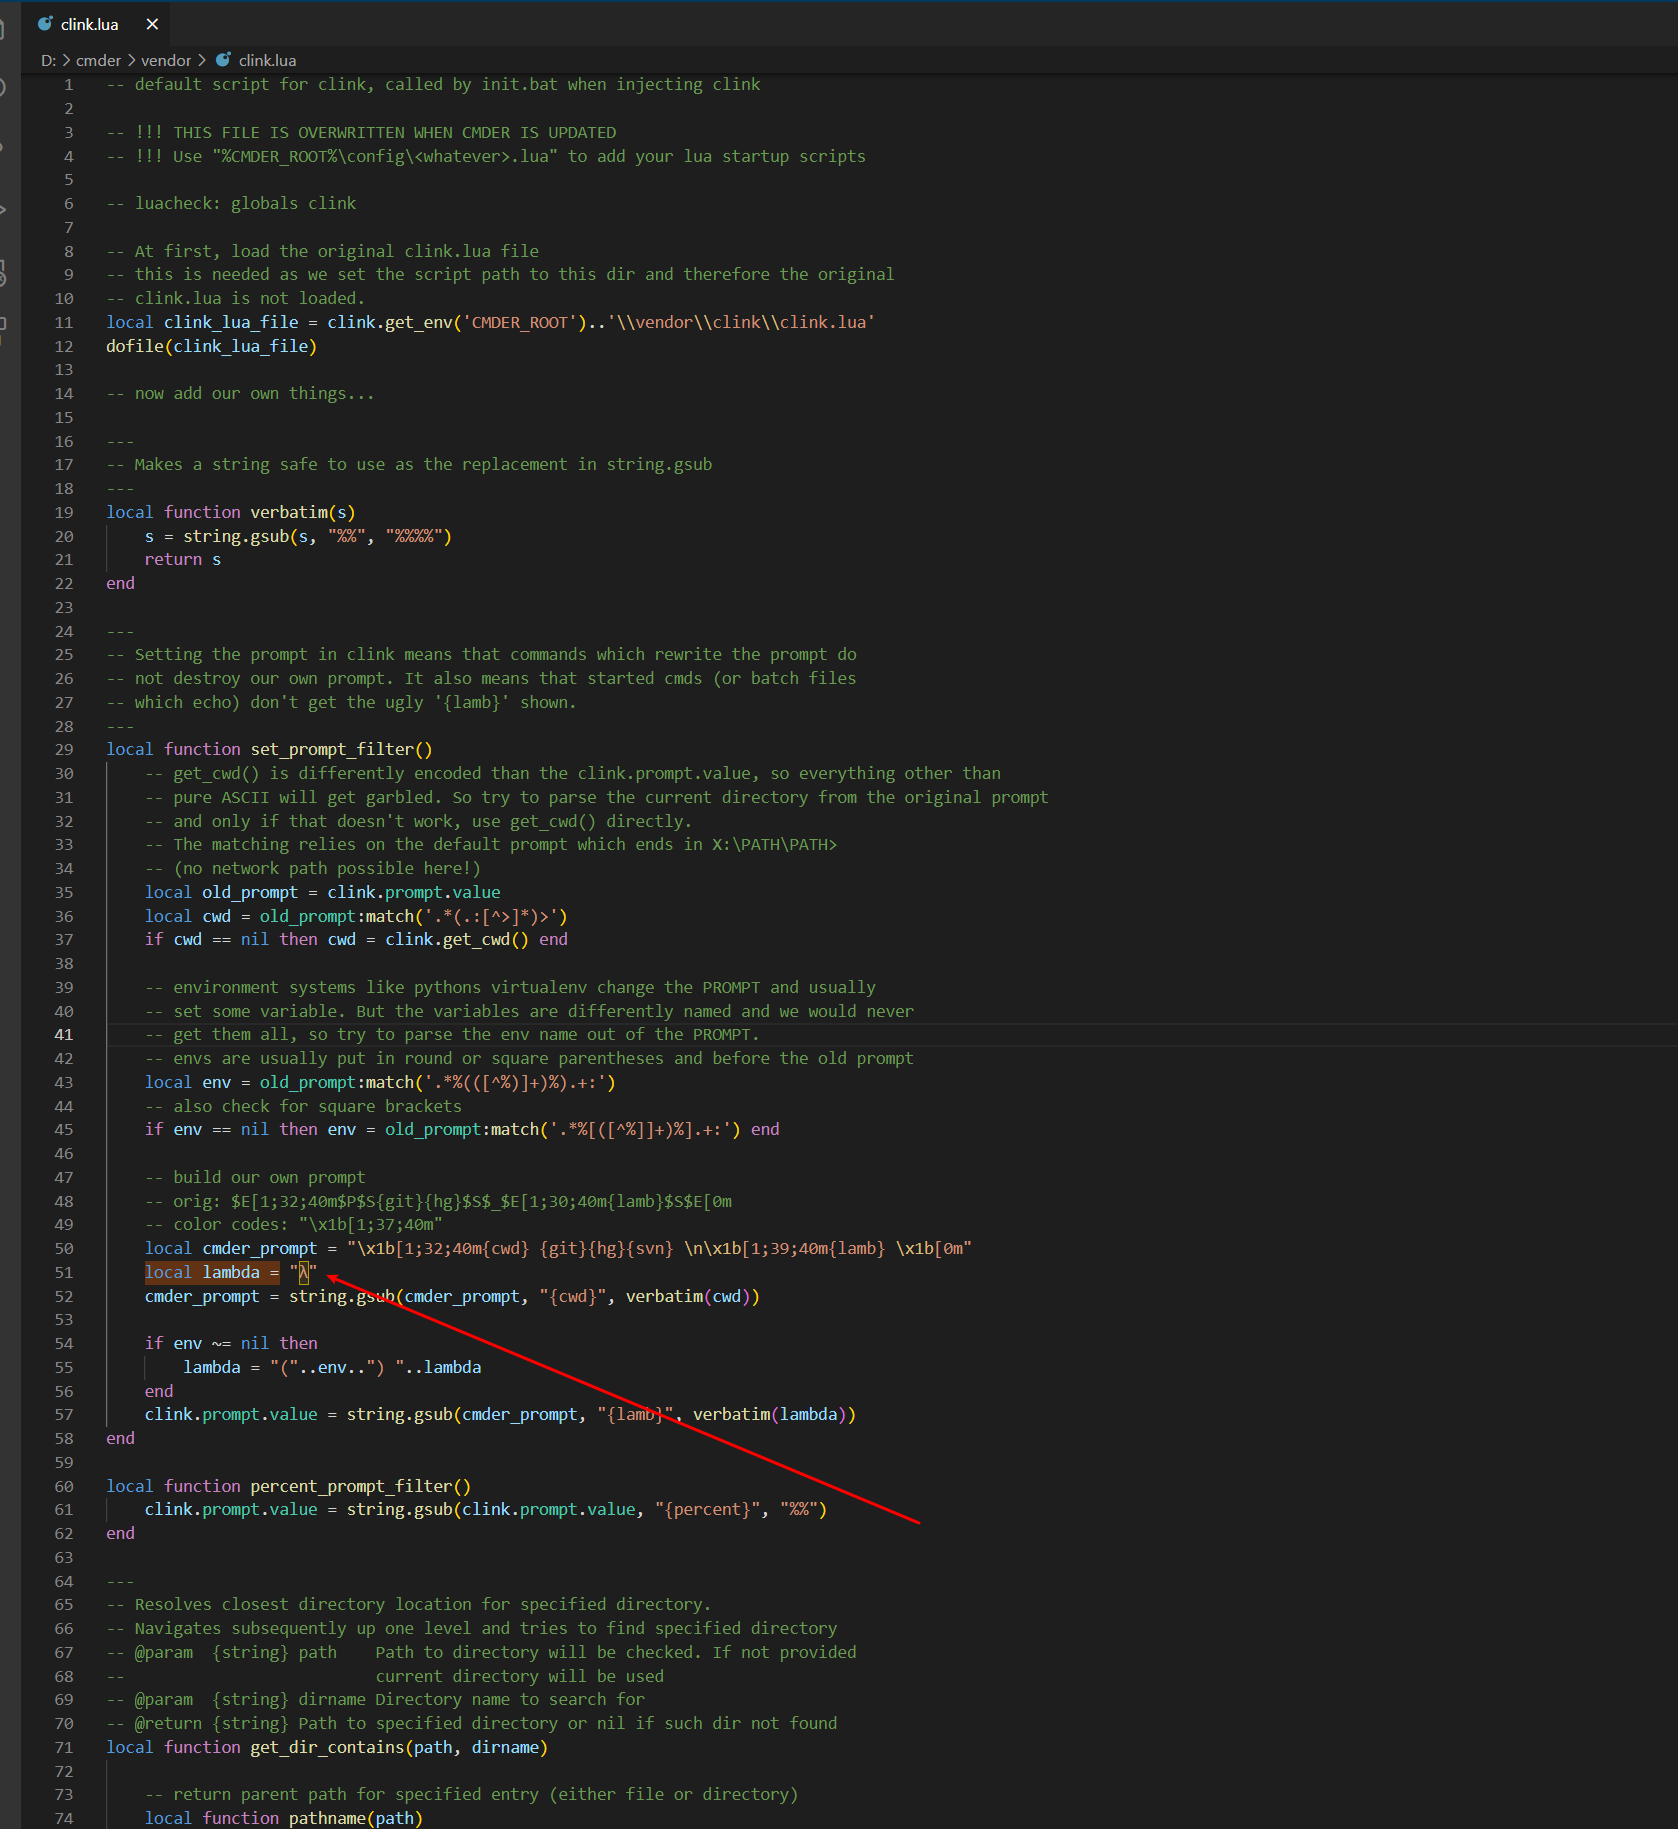 clink.lua
D: > cmder > vendor > clink.lua
1 -- default script for clink, called by init.bat when injecting clink
2
3 -- !!! THIS FILE IS OVERWRITTEN WHEN CMDER IS UPDATED
4 -- !!! Use "%CMDER_ROOT%\config\<whatever>.lua" to add your lua startup scripts
5
6 -- luacheck: globals clink
7
8 -- At first, load the original clink.lua file
9 -- this is needed as we set the script path to this dir and therefore the original
10 -- clink.lua is not loaded.
11 local clink_lua_file = clink.get_env('CMDER_ROOT')..'\\vendor\\clink\\clink.lua'
12 dofile(clink_lua_file)
13
14 -- now add our own things...
15
16 ---
17 -- Makes a string safe to use as the replacement in string.gsub
18 ---
19 local function verbatim(s)
20     s = string.gsub(s, "%%", "%%%%")
21     return s
22 end
23
24 ---
25 -- Setting the prompt in clink means that commands which rewrite the prompt do
26 -- not destroy our own prompt. It also means that started cmds (or batch files
27 -- which echo) don't get the ugly '{lamb}' shown.
28 ---
29 local function set_prompt_filter()
30     -- get_cwd() is differently encoded than the clink.prompt.value, so everything other than
31     -- pure ASCII will get garbled. So try to parse the current directory from the original prompt
32     -- and only if that doesn't work, use get_cwd() directly.
33     -- The matching relies on the default prompt which ends in X:\PATH\PATH>
34     -- (no network path possible here!)
35     local old_prompt = clink.prompt.value
36     local cwd = old_prompt:match('.*(.:[^>]*)>')
37     if cwd == nil then cwd = clink.get_cwd() end
38
39     -- environment systems like pythons virtualenv change the PROMPT and usually
40     -- set some variable. But the variables are differently named and we would never
41     -- get them all, so try to parse the env name out of the PROMPT.
42     -- envs are usually put in round or square parentheses and before the old prompt
43     local env = old_prompt:match('.*%(([^%)]+)%).+:')
44     -- also check for square brackets
45     if env == nil then env = old_prompt:match('.*%[([^%]]+)%].+:') end
46
47     -- build our own prompt
48     -- orig: $E[1;32;40m$P$S{git}{hg}$S$_$E[1;30;40m{lamb}$S$E[0m
49     -- color codes: "\x1b[1;37;40m"
50     local cmder_prompt = "\x1b[1;32;40m{cwd} {git}{hg}{svn} \n\x1b[1;39;40m{lamb} \x1b[0m"
51     local lambda = "λ"
52     cmder_prompt = string.gsub(cmder_prompt, "{cwd}", verbatim(cwd))
53
54     if env ~= nil then
55         lambda = "("..env..") "..lambda
56     end
57     clink.prompt.value = string.gsub(cmder_prompt, "{lamb}", verbatim(lambda))
58 end
59
60 local function percent_prompt_filter()
61     clink.prompt.value = string.gsub(clink.prompt.value, "{percent}", "%%")
62 end
63
64 ---
65 -- Resolves closest directory location for specified directory.
66 -- Navigates subsequently up one level and tries to find specified directory
67 -- @param  {string} path    Path to directory will be checked. If not provided
68 --                          current directory will be used
69 -- @param  {string} dirname Directory name to search for
70 -- @return {string} Path to specified directory or nil if such dir not found
71 local function get_dir_contains(path, dirname)
72
73     -- return parent path for specified entry (either file or directory)
74     local function pathname(path)